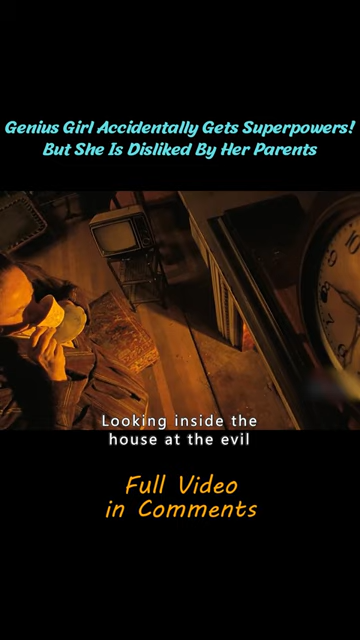 Genius Girl Accidentally Gets Superpowers!
But She Is Disliked By Her Parents
Looking inside the
house at the evil
Full Video
in Comments